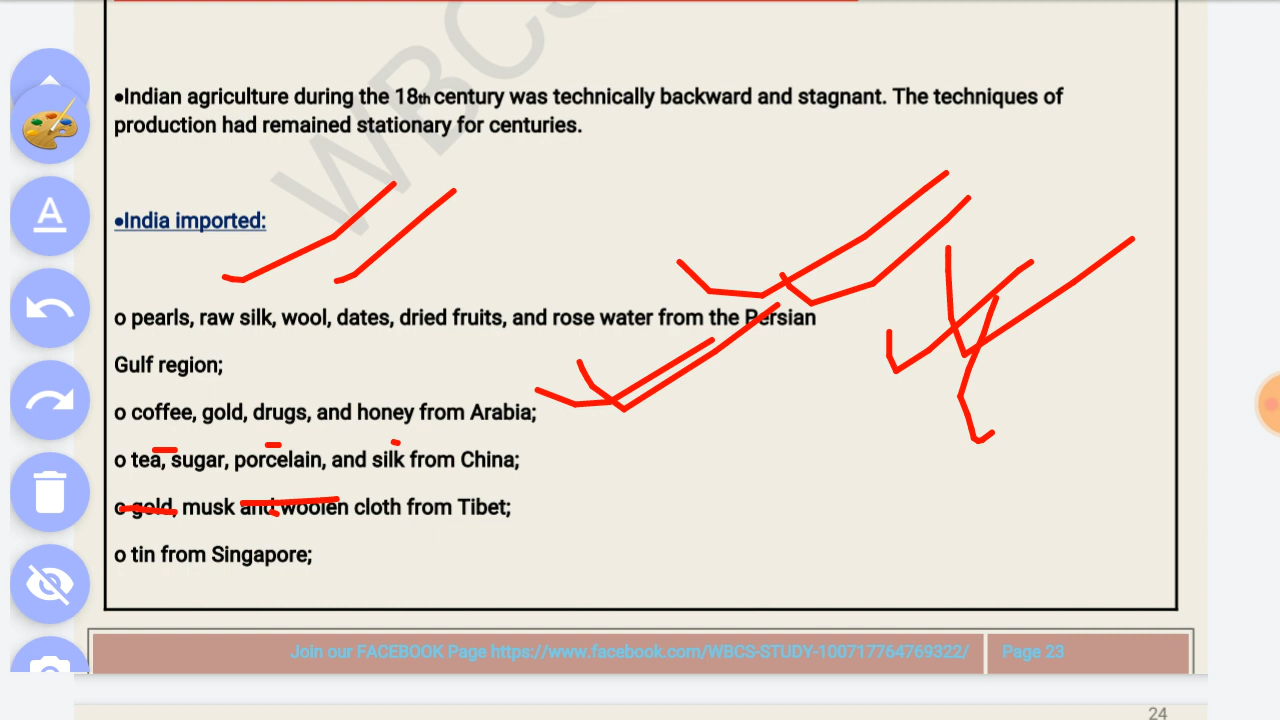 •Indian agriculture during the 18th century was technically backward and stagnant. The techniques of
production had remained stationary for centuries.
•India imported:
o pearls, raw silk, wool, dates, dried fruits, and rose water from the Persian
Gulf region;
o coffee, gold, drugs, and honey from Arabia;
o tea, sugar, porcelain, and silk from China;
o gold, musk and woolen cloth from Tibet;
o tin from Singapore;
Join our FACEBOOK Page https://www.facebook.com/WBCS-STUDY-100717764769322/ Page 23
24
WBCS
A